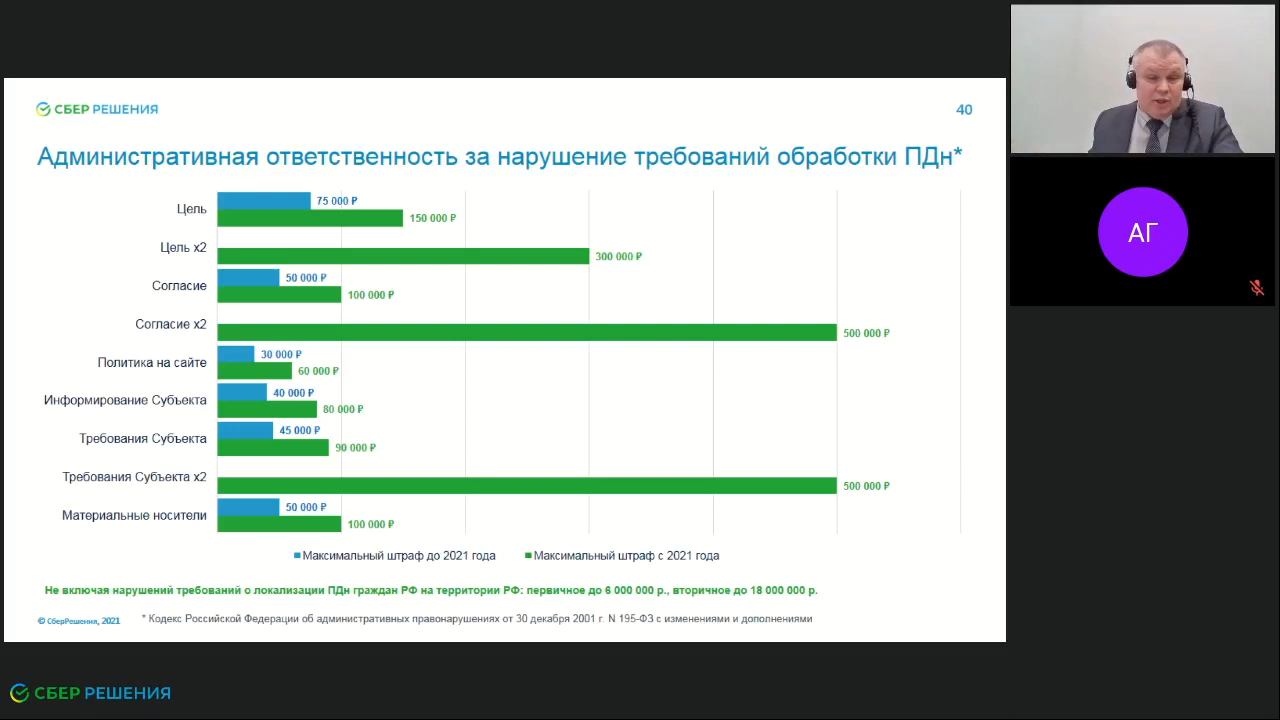 СБЕР РЕШЕНИЯ
40
Административная ответственность за нарушение требований обработки ПДн*
Цель
75 000 ₽
150 000 ₽
Цель х2
300 000 ₽
Согласие
50 000 ₽
100 000 ₽
Согласие х2
500 000 ₽
Политика на сайте
30 000 ₽
60 000 ₽
Информирование Субъекта
40 000 ₽
80 000 ₽
Требования Субъекта
45 000 ₽
90 000 ₽
Требования Субъекта х2
500 000 ₽
Материальные носители
50 000 ₽
100 000 ₽
Максимальный штраф до 2021 года
Максимальный штраф с 2021 года
Не включая нарушений требований о локализации ПДн граждан РФ на территории РФ: первичное до 6 000 000 р., вторичное до 18 000 000 р.
© СберРешения, 2021
* Кодекс Российской Федерации об административных правонарушениях от 30 декабря 2001 г. N 195-ФЗ с изменениями и дополнениями
АГ
СБЕР РЕШЕНИЯ